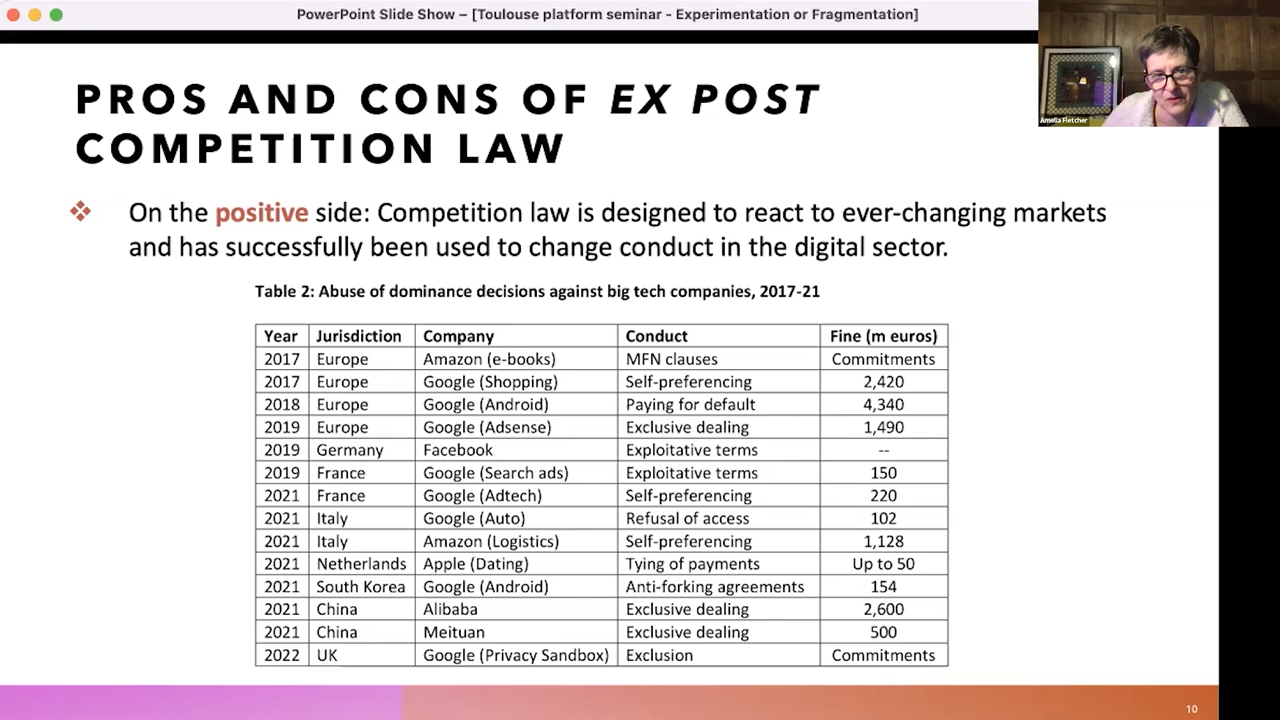 PowerPoint Slide Show – [Toulouse platform seminar - Experimentation or Fragmentation]
PROS AND CONS OF EX POST
COMPETITION LAW
Amelia Fletcher
❖ On the positive side: Competition law is designed to react to ever-changing markets
and has successfully been used to change conduct in the digital sector.
Table 2: Abuse of dominance decisions against big tech companies, 2017-21
Year Jurisdiction Company Conduct Fine (m euros)
2017 Europe Amazon (e-books) MFN clauses Commitments
2017 Europe Google (Shopping) Self-preferencing 2,420
2018 Europe Google (Android) Paying for default 4,340
2019 Europe Google (Adsense) Exclusive dealing 1,490
2019 Germany Facebook Exploitative terms --
2019 France Google (Search ads) Exploitative terms 150
2021 France Google (Adtech) Self-preferencing 220
2021 Italy Google (Auto) Refusal of access 102
2021 Italy Amazon (Logistics) Self-preferencing 1,128
2021 Netherlands Apple (Dating) Tying of payments Up to 50
2021 South Korea Google (Android) Anti-forking agreements 154
2021 China Alibaba Exclusive dealing 2,600
2021 China Meituan Exclusive dealing 500
2022 UK Google (Privacy Sandbox) Exclusion Commitments
10